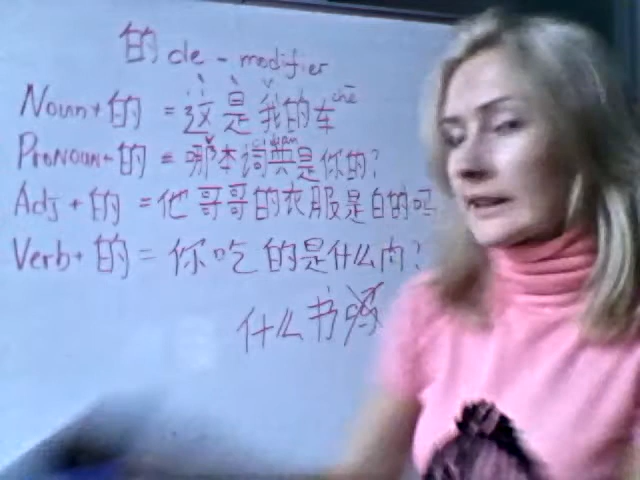 的 de - modifier
Noun+的 = 这是我的车 chē
Pronoun+的 = 哪本词典是你的?
Adj+的 = 他哥哥的衣服是白的吗
Verb+的 = 你吃的是什么肉?
什么书